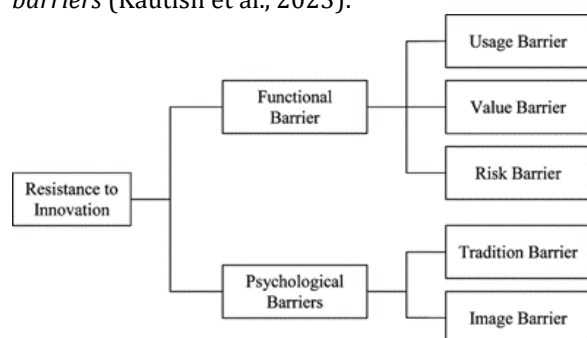 barriers (Kautish et al., 2023).
Usage Barrier
Functional
Barrier
Value Barrier
Risk Barrier
Resistance to
Innovation
Tradition Barrier
Psychological
Barriers
Image Barrier